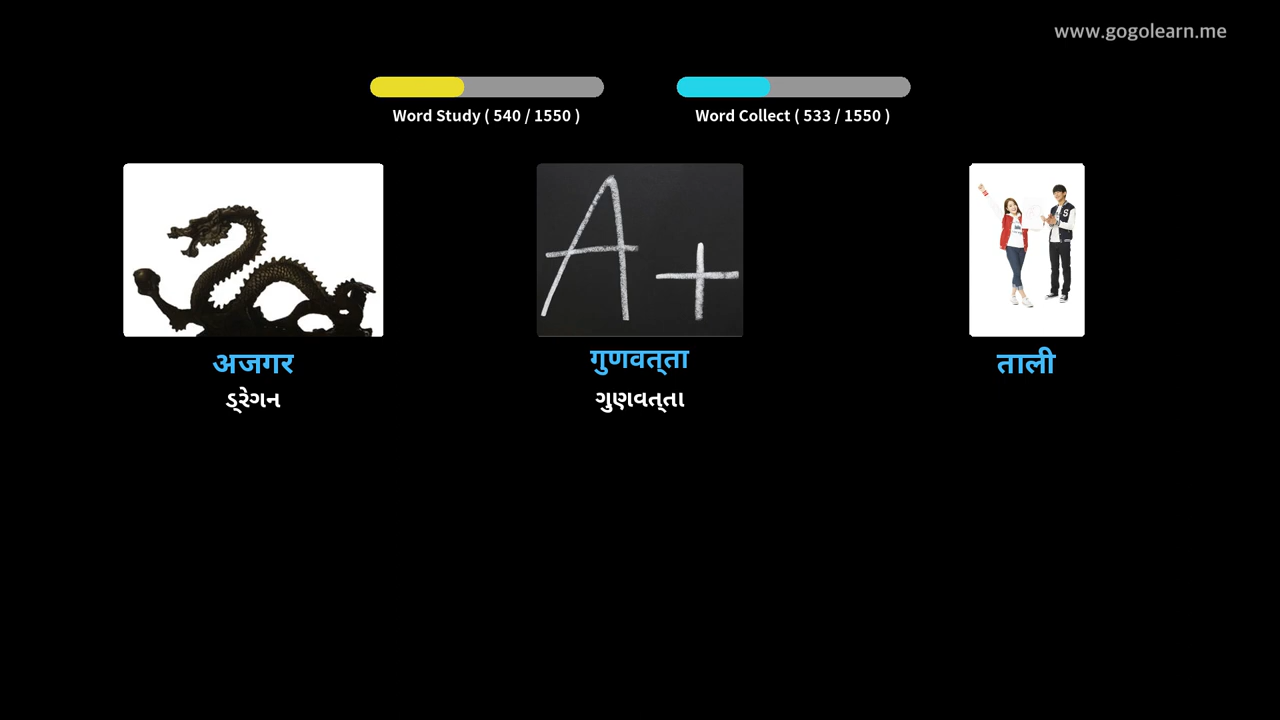 www.gogolearn.me
Word Study ( 540 / 1550 )
Word Collect ( 533 / 1550 )
A+
अजगर
गुणवत्ता
ताली
ડ્રેગન
ગુણવત્તા